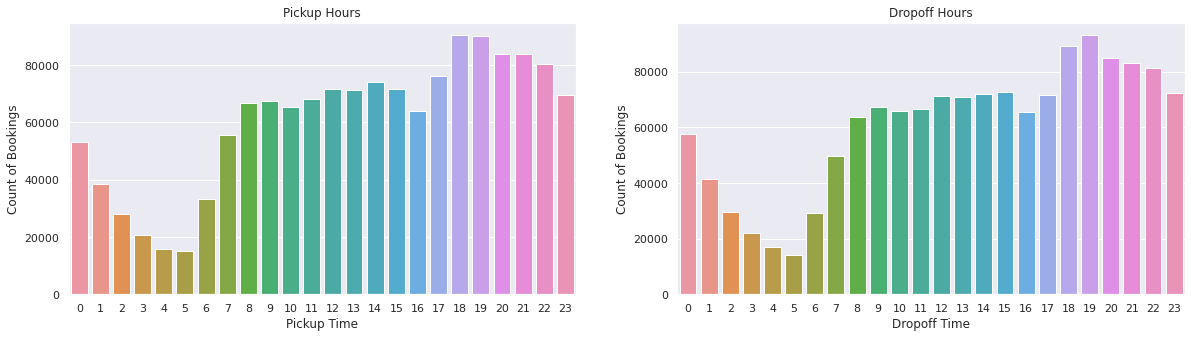 Pickup Hours
Count of Bookings
80000
60000
40000
20000
0
0 1 2 3 4 5 6 7 8 9 10 11 12 13 14 15 16 17 18 19 20 21 22 23
Pickup Time
Dropoff Hours
Count of Bookings
80000
60000
40000
20000
0
0 1 2 3 4 5 6 7 8 9 10 11 12 13 14 15 16 17 18 19 20 21 22 23
Dropoff Time